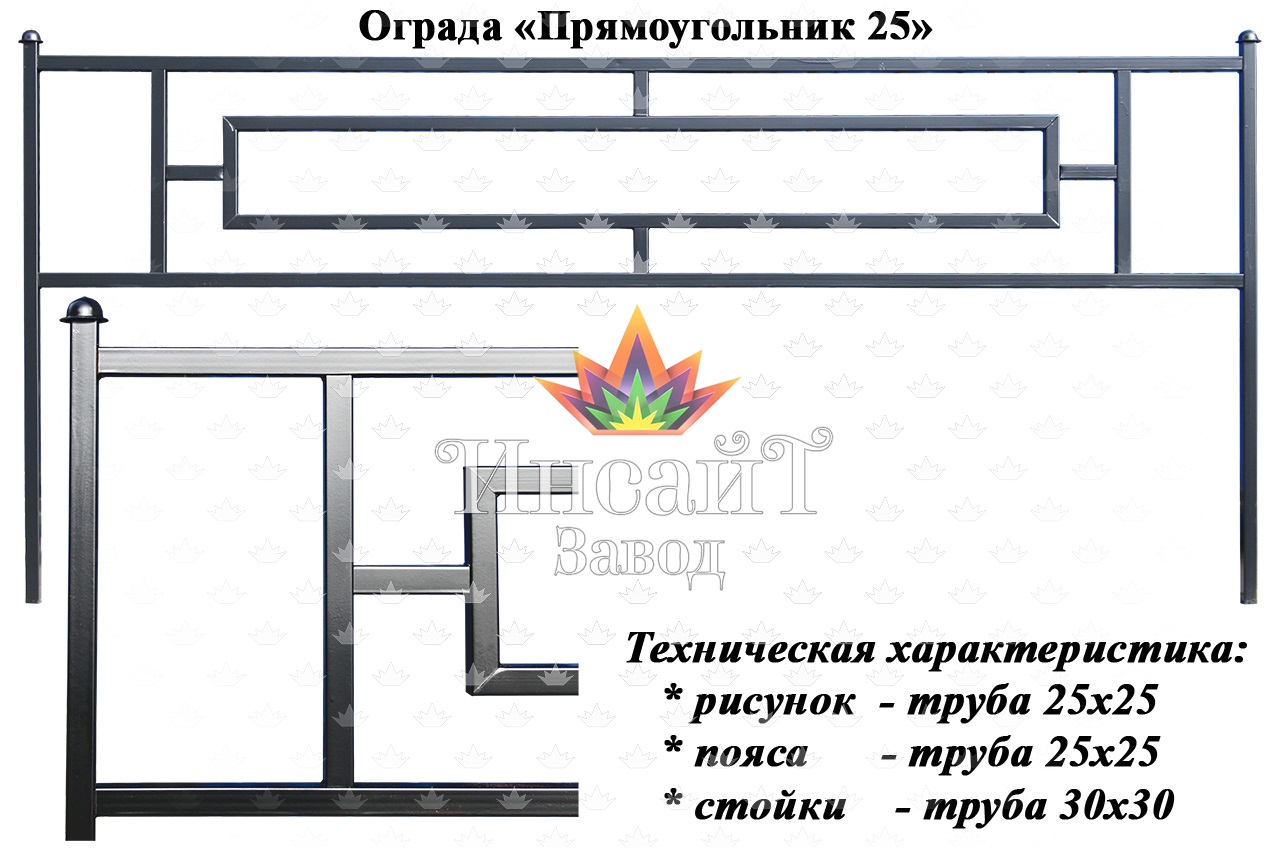 Ограда «Прямоугольник 25»
Инсайт
Завод
Техническая характеристика:
* рисунок - труба 25х25
* пояса - труба 25х25
* стойки - труба 30х30